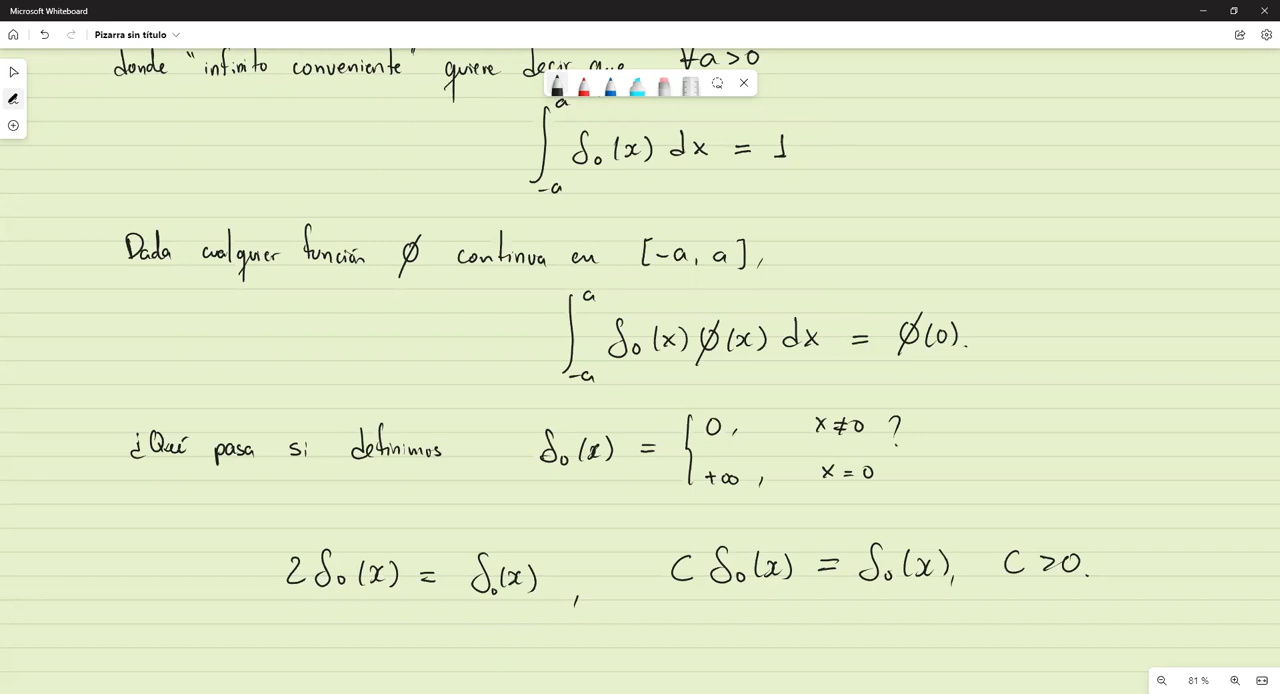 Microsoft Whiteboard
Pizarra sin título
donde "infinito conveniente" quiere decir que ∀a>0
∫_{-a}^{a} δ₀(x) dx = 1
Dada cualquier función ϕ continua en [-a, a],
∫_{-a}^{a} δ₀(x) ϕ(x) dx = ϕ(0).
¿Qué pasa si definimos δ₀(x) = { 0, x≠0 ?
+∞, x=0
2δ₀(x) = δ₀(x), C δ₀(x) = δ₀(x), C>0.
81 %